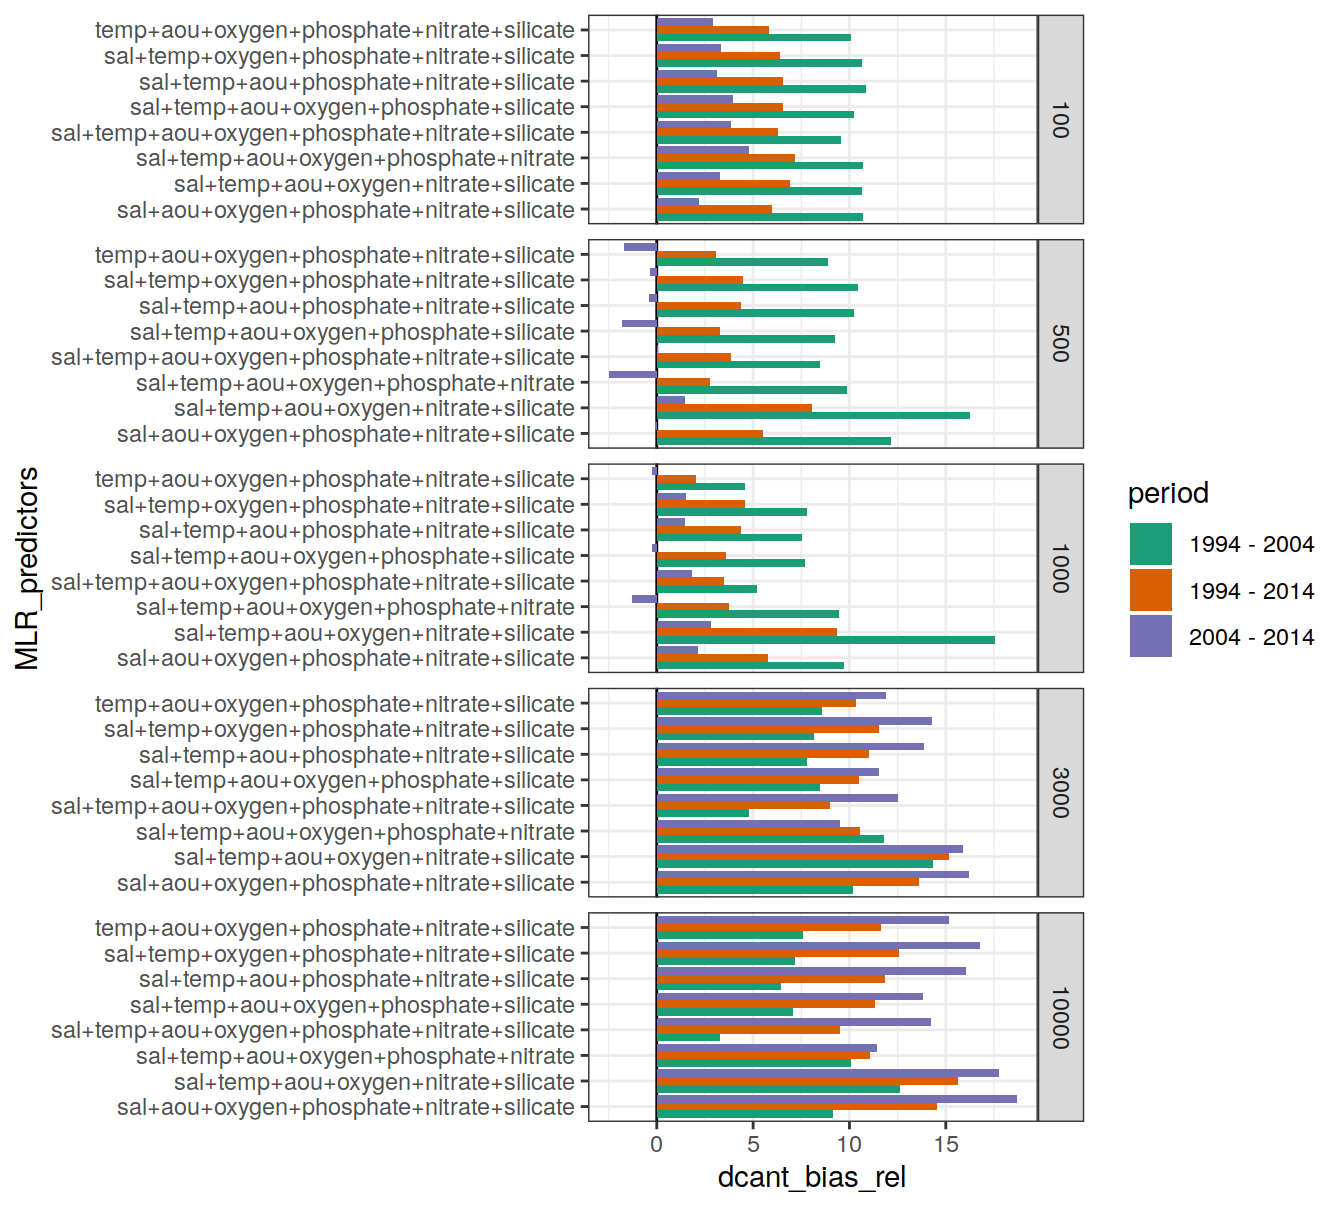 temp+aou+oxygen+phosphate+nitrate+silicate
sal+temp+oxygen+phosphate+nitrate+silicate
sal+temp+aou+phosphate+nitrate+silicate
sal+temp+aou+oxygen+phosphate+silicate
sal+temp+aou+oxygen+phosphate+nitrate+silicate
sal+temp+aou+oxygen+phosphate+nitrate
sal+temp+aou+oxygen+nitrate+silicate
sal+aou+oxygen+phosphate+nitrate+silicate
100
temp+aou+oxygen+phosphate+nitrate+silicate
sal+temp+oxygen+phosphate+nitrate+silicate
sal+temp+aou+phosphate+nitrate+silicate
sal+temp+aou+oxygen+phosphate+silicate
sal+temp+aou+oxygen+phosphate+nitrate+silicate
sal+temp+aou+oxygen+phosphate+nitrate
sal+temp+aou+oxygen+nitrate+silicate
sal+aou+oxygen+phosphate+nitrate+silicate
500
temp+aou+oxygen+phosphate+nitrate+silicate
sal+temp+oxygen+phosphate+nitrate+silicate
sal+temp+aou+phosphate+nitrate+silicate
sal+temp+aou+oxygen+phosphate+silicate
sal+temp+aou+oxygen+phosphate+nitrate+silicate
sal+temp+aou+oxygen+phosphate+nitrate
sal+temp+aou+oxygen+nitrate+silicate
sal+aou+oxygen+phosphate+nitrate+silicate
1000
temp+aou+oxygen+phosphate+nitrate+silicate
sal+temp+oxygen+phosphate+nitrate+silicate
sal+temp+aou+phosphate+nitrate+silicate
sal+temp+aou+oxygen+phosphate+silicate
sal+temp+aou+oxygen+phosphate+nitrate+silicate
sal+temp+aou+oxygen+phosphate+nitrate
sal+temp+aou+oxygen+nitrate+silicate
sal+aou+oxygen+phosphate+nitrate+silicate
3000
temp+aou+oxygen+phosphate+nitrate+silicate
sal+temp+oxygen+phosphate+nitrate+silicate
sal+temp+aou+phosphate+nitrate+silicate
sal+temp+aou+oxygen+phosphate+silicate
sal+temp+aou+oxygen+phosphate+nitrate+silicate
sal+temp+aou+oxygen+phosphate+nitrate
sal+temp+aou+oxygen+nitrate+silicate
sal+aou+oxygen+phosphate+nitrate+silicate
10000
0 5 10 15
dcant_bias_rel
MLR_predictors
period
1994 - 2004
1994 - 2014
2004 - 2014